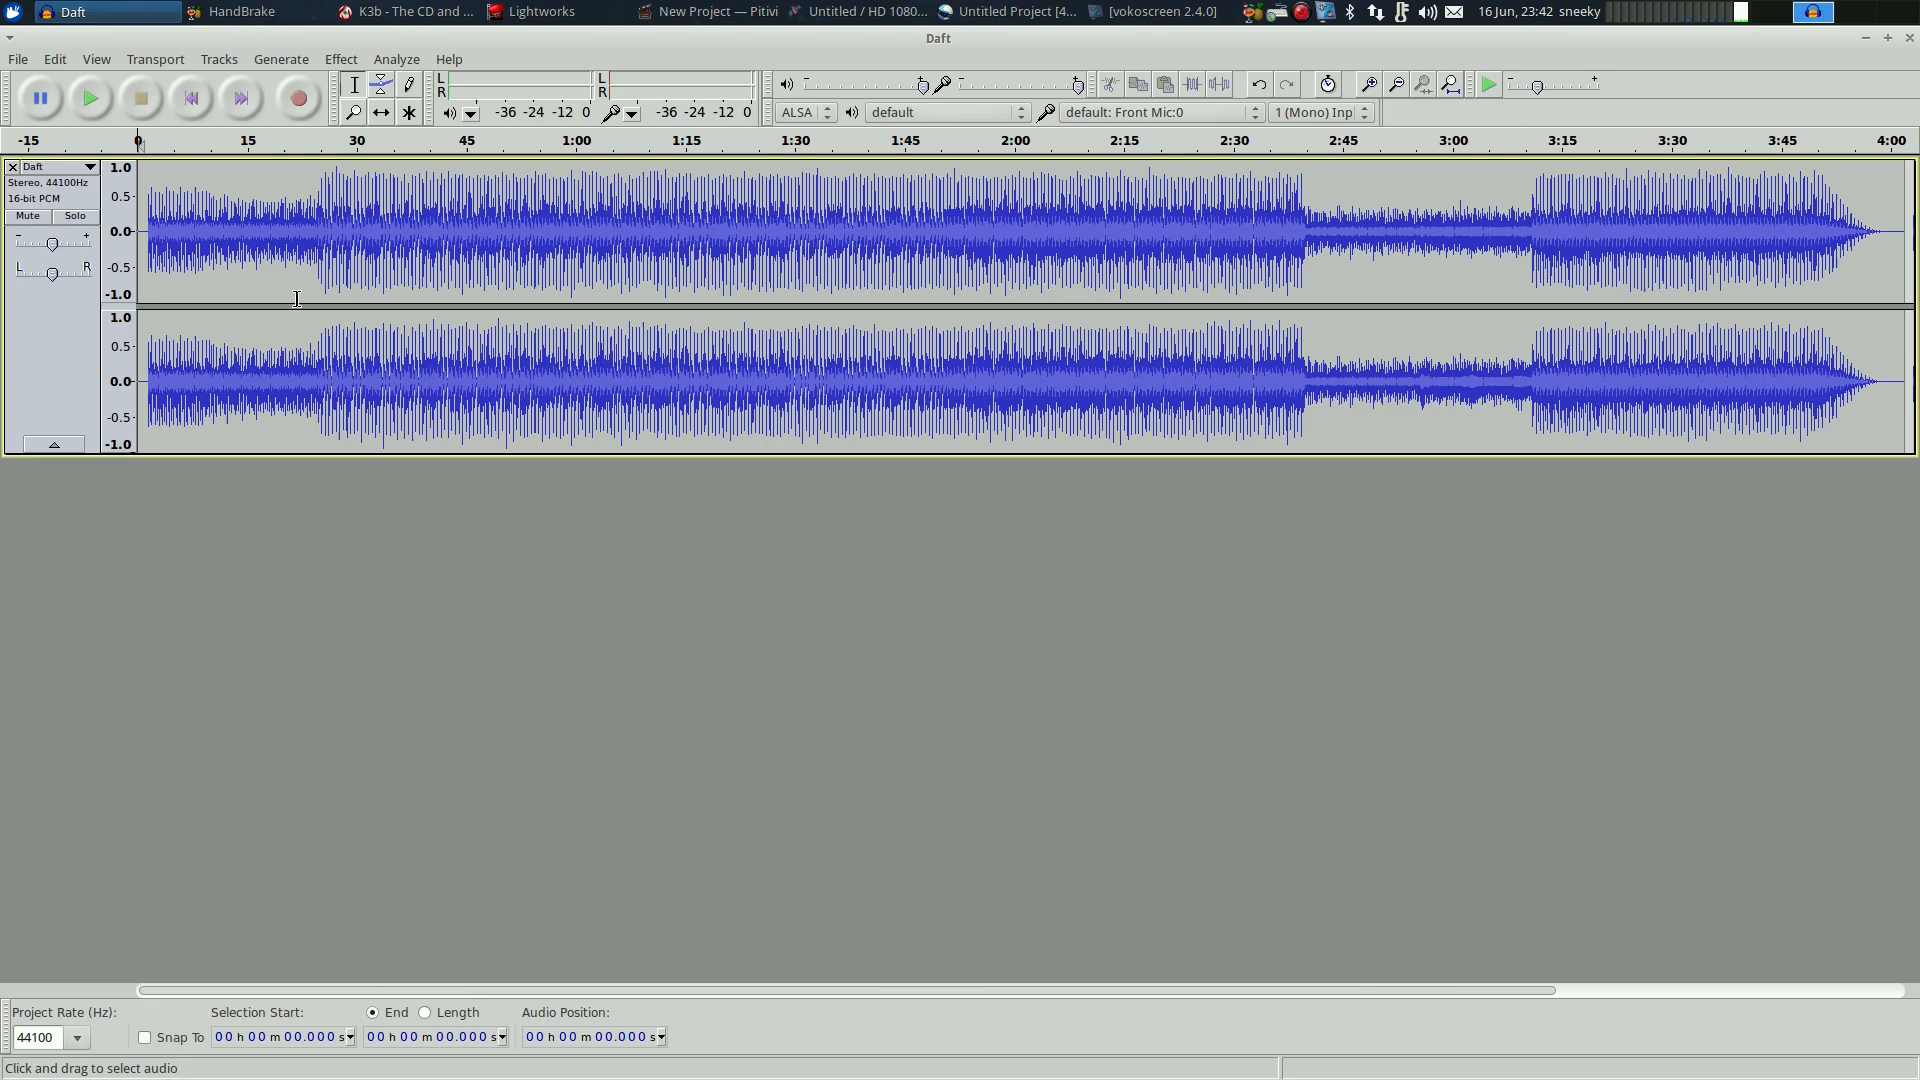 Daft HandBrake K3b - The CD and ... Lightworks New Project — Pitivi Untitled / HD 1080... Untitled Project [4... [vokoscreen 2.4.0] 16 Jun, 23:42 sneeky
Daft
File Edit View Transport Tracks Generate Effect Analyze Help
L L - + - + - +
R R
-36 -24 -12 0 -36 -24 -12 0 ALSA default default: Front Mic:0 1 (Mono) Inp
-15 0 15 30 45 1:00 1:15 1:30 1:45 2:00 2:15 2:30 2:45 3:00 3:15 3:30 3:45 4:00
X Daft 1.0
Stereo, 44100Hz 0.5
16-bit PCM
Mute Solo
- + 0.0
L R -0.5
-1.0
1.0
0.5
0.0
-0.5
-1.0
Project Rate (Hz): Selection Start: End Length Audio Position:
44100 Snap To 00 h 00 m 00.000 s 00 h 00 m 00.000 s 00 h 00 m 00.000 s
Click and drag to select audio